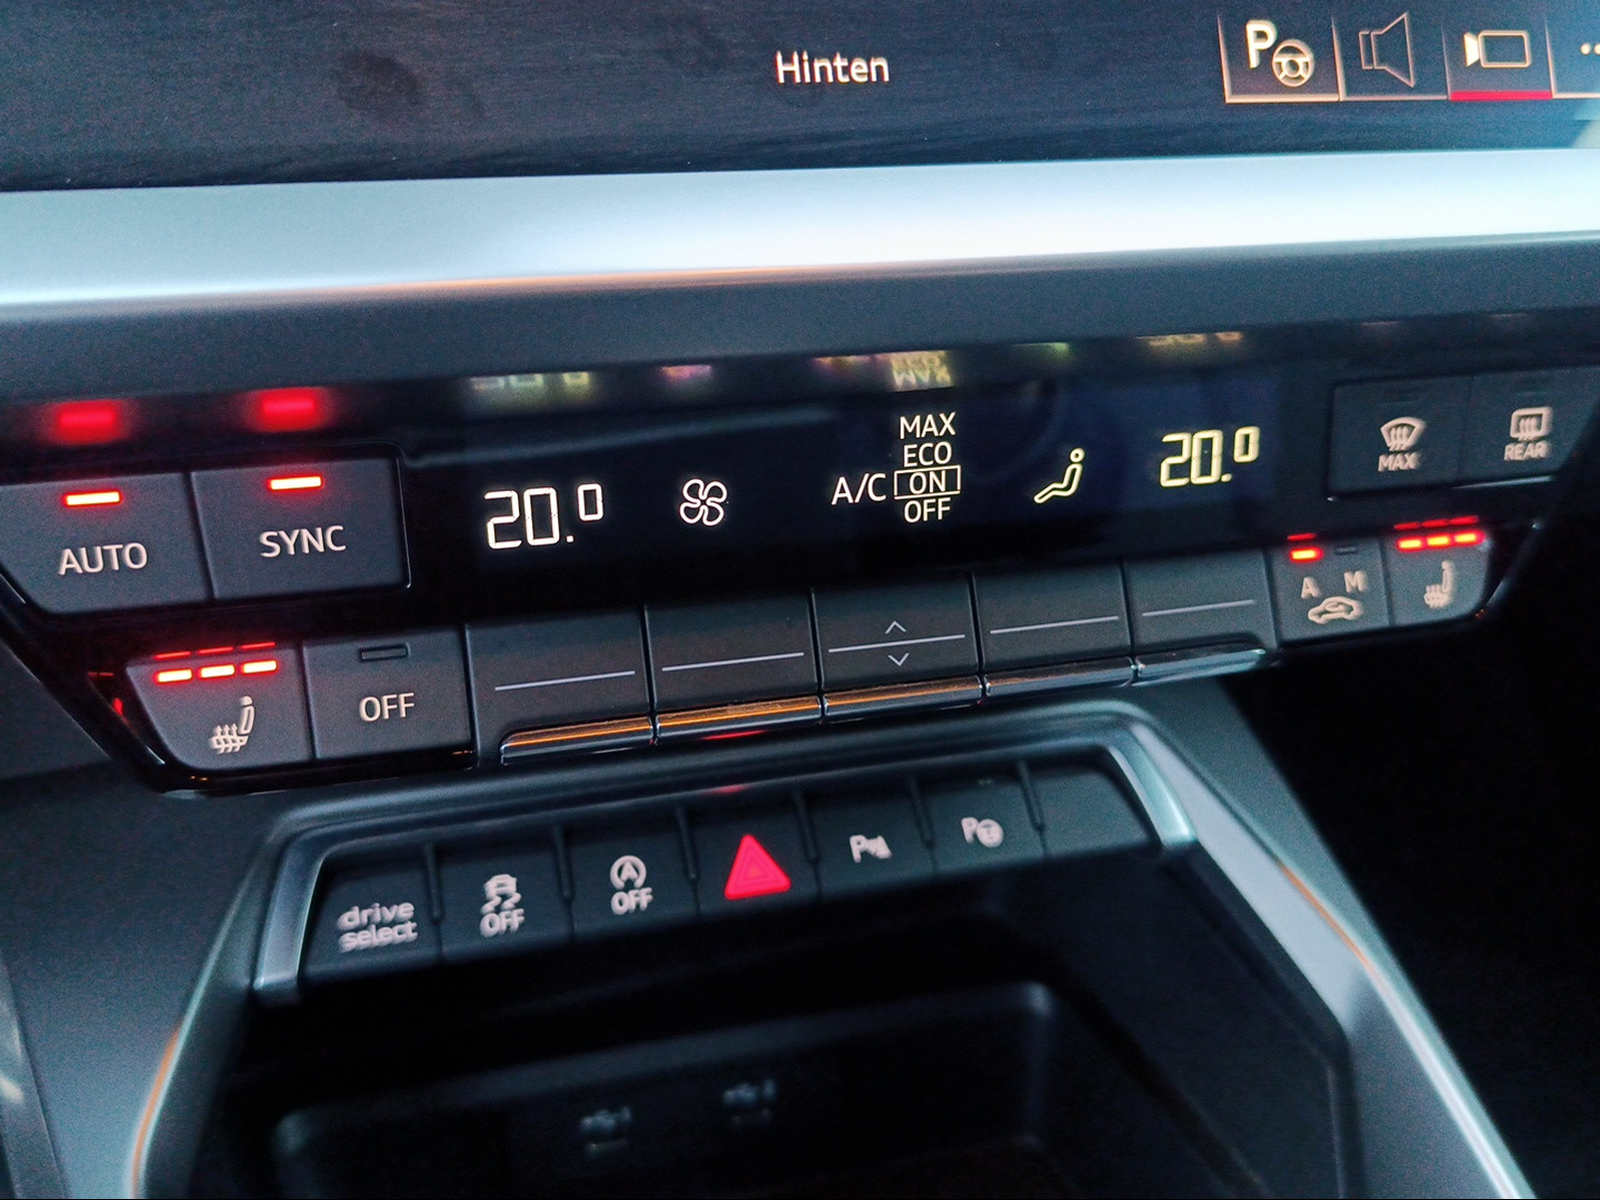 Hinten
P
AUTO
SYNC
20.0
A/C
MAX
ECO
ON
OFF
20.0
MAX
REAR
A M
OFF
drive
select
OFF
A
OFF
P
P